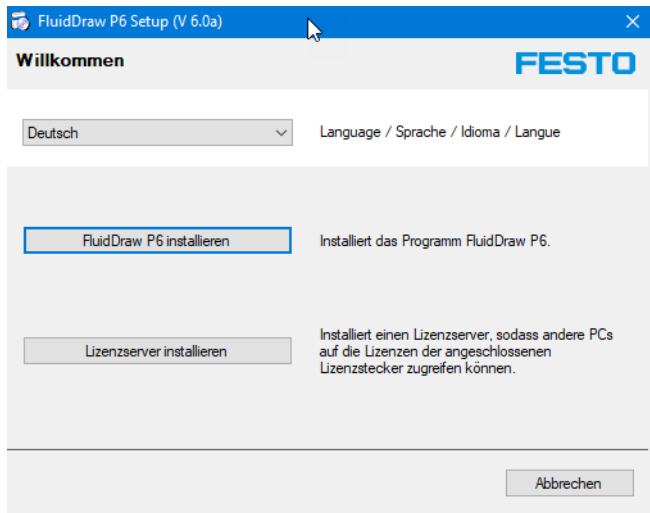 FluidDraw P6 Setup (V 6.0a)
Willkommen
FESTO
Deutsch
Language / Sprache / Idioma / Langue
FluidDraw P6 installieren
Installiert das Programm FluidDraw P6.
Lizenzserver installieren
Installiert einen Lizenzserver, sodass andere PCs
auf die Lizenzen der angeschlossenen
Lizenzstecker zugreifen können.
Abbrechen